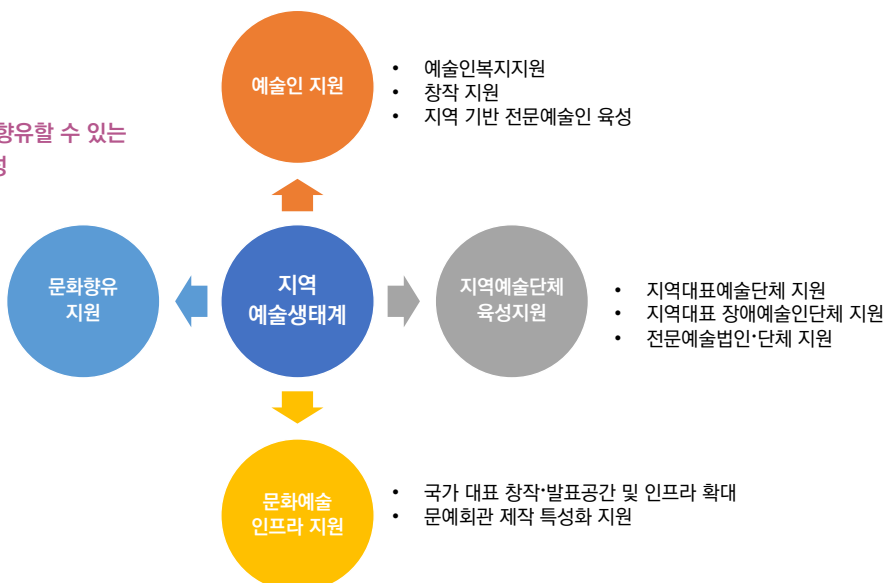 예술인 지원
• 예술인복지지원
• 창작 지원
• 지역 기반 전문예술인 육성
향유할 수 있는
문화향유
지원
지역
예술생태계
지역예술단체
육성지원
• 지역대표예술단체 지원
• 지역대표 장애예술인단체 지원
• 전문예술법인·단체 지원
문화예술
인프라 지원
• 국가 대표 창작·발표공간 및 인프라 확대
• 문예회관 제작 특성화 지원